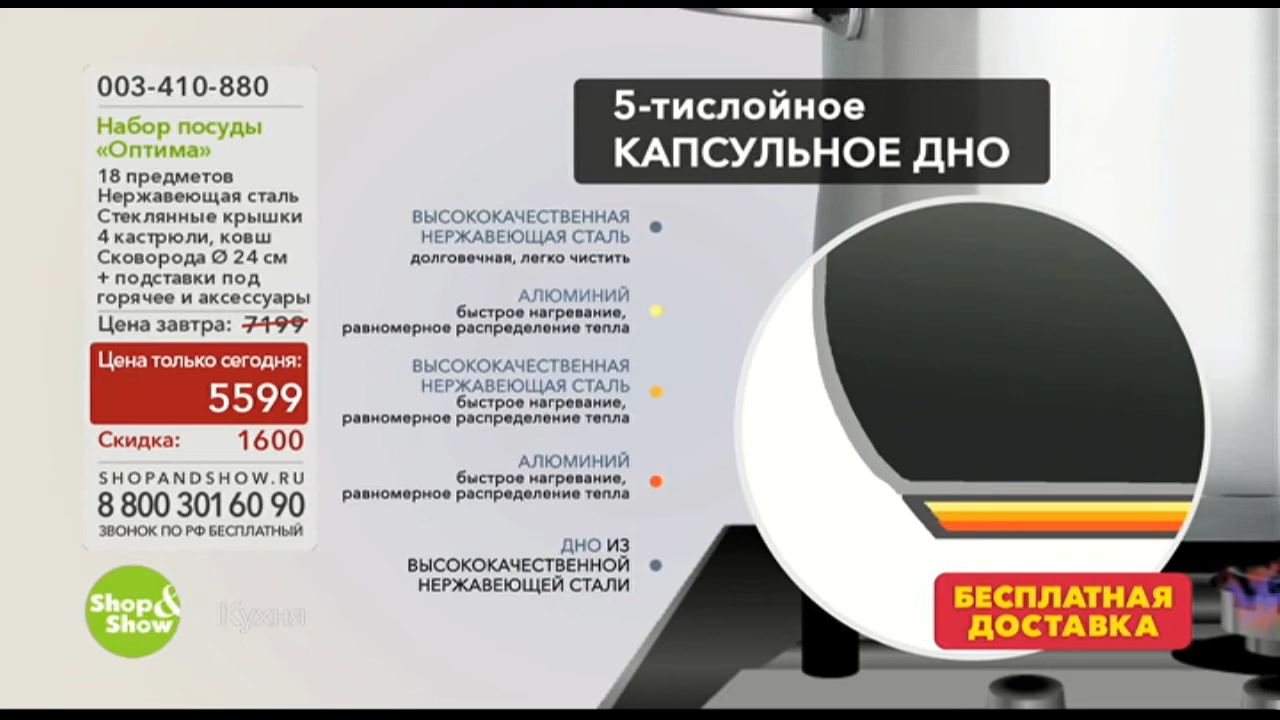 003-410-880
Набор посуды
«Оптима»
18 предметов
Нержавеющая сталь
Стеклянные крышки
4 кастрюли, ковш
Сковорода Ø 24 см
+ подставки под
горячее и аксессуары
Цена завтра: 7199
Цена только сегодня:
5599
Скидка: 1600
SHOPANDSHOW.RU
8 800 301 60 90
ЗВОНОК ПО РФ БЕСПЛАТНЫЙ
Shop&
Show
Кухня
5-тислойное
КАПСУЛЬНОЕ ДНО
ВЫСОКОКАЧЕСТВЕННАЯ
НЕРЖАВЕЮЩАЯ СТАЛЬ
долговечная, легко чистить
АЛЮМИНИЙ
быстрое нагревание,
равномерное распределение тепла
ВЫСОКОКАЧЕСТВЕННАЯ
НЕРЖАВЕЮЩАЯ СТАЛЬ
быстрое нагревание,
равномерное распределение тепла
АЛЮМИНИЙ
быстрое нагревание,
равномерное распределение тепла
ДНО ИЗ
ВЫСОКОКАЧЕСТВЕННОЙ
НЕРЖАВЕЮЩЕЙ СТАЛИ
БЕСПЛАТНАЯ
ДОСТАВКА